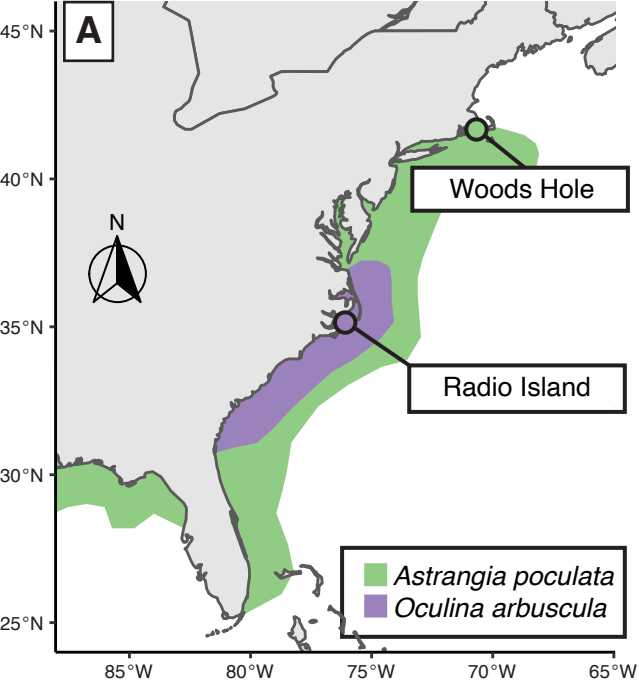 A
45°N
Woods Hole
40°N
N
35°N
Radio Island
30°N
Astrangia poculata
Oculina arbuscula
25°N
85°W 80°W 75°W 70°W 65°W